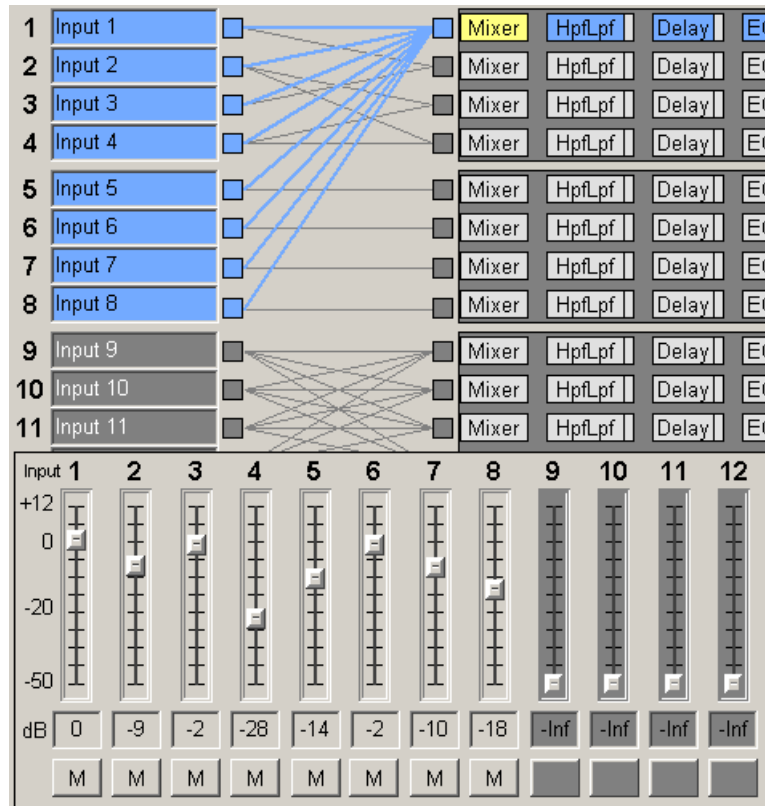 1 Input 1 Mixer HpfLpf Delay
2 Input 2 Mixer HpfLpf Delay
3 Input 3 Mixer HpfLpf Delay
4 Input 4 Mixer HpfLpf Delay
5 Input 5 Mixer HpfLpf Delay
6 Input 6 Mixer HpfLpf Delay
7 Input 7 Mixer HpfLpf Delay
8 Input 8 Mixer HpfLpf Delay
9 Input 9 Mixer HpfLpf Delay
10 Input 10 Mixer HpfLpf Delay
11 Input 11 Mixer HpfLpf Delay
Input 1 2 3 4 5 6 7 8 9 10 11 12
+12
0
-20
-50
dB 0 -9 -2 -28 -14 -2 -10 -18 -Inf -Inf -Inf -Inf
M M M M M M M M